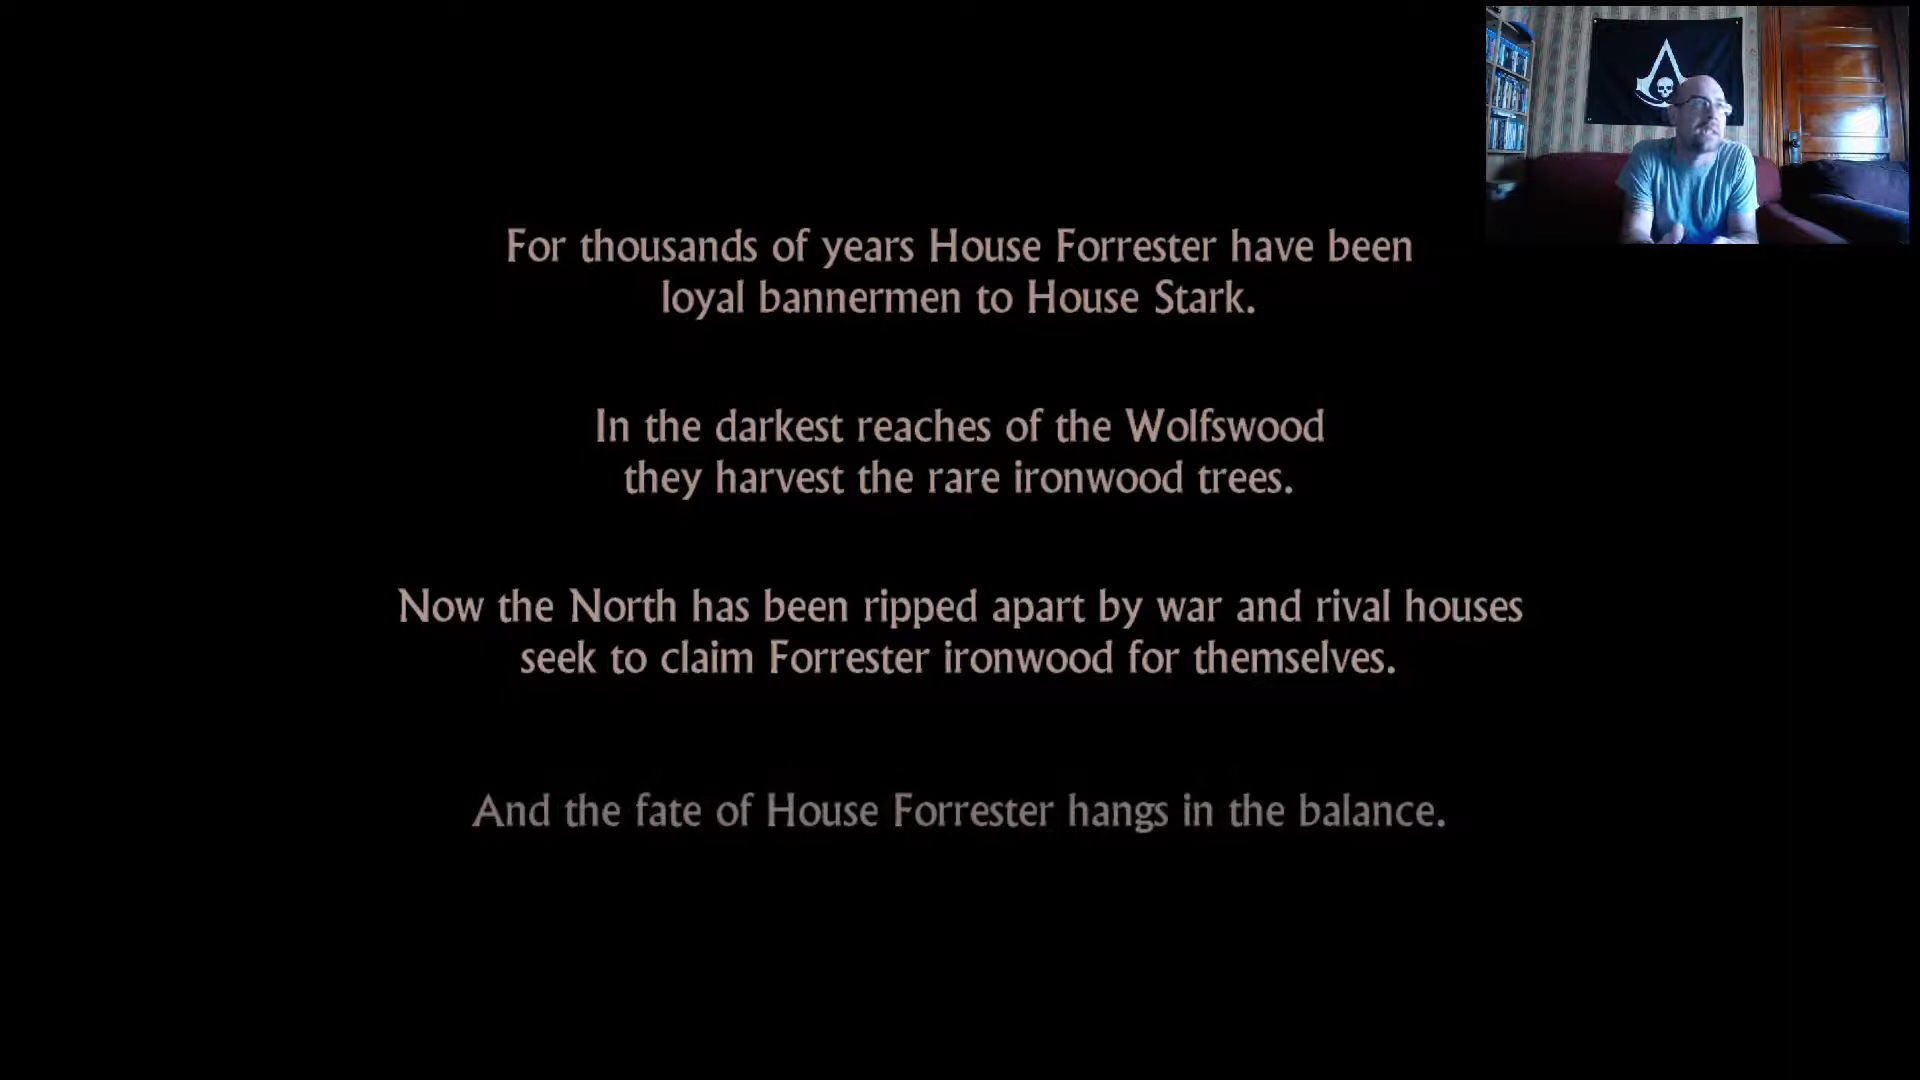 For thousands of years House Forrester have been
loyal bannermen to House Stark.
In the darkest reaches of the Wolfswood
they harvest the rare ironwood trees.
Now the North has been ripped apart by war and rival houses
seek to claim Forrester ironwood for themselves.
And the fate of House Forrester hangs in the balance.